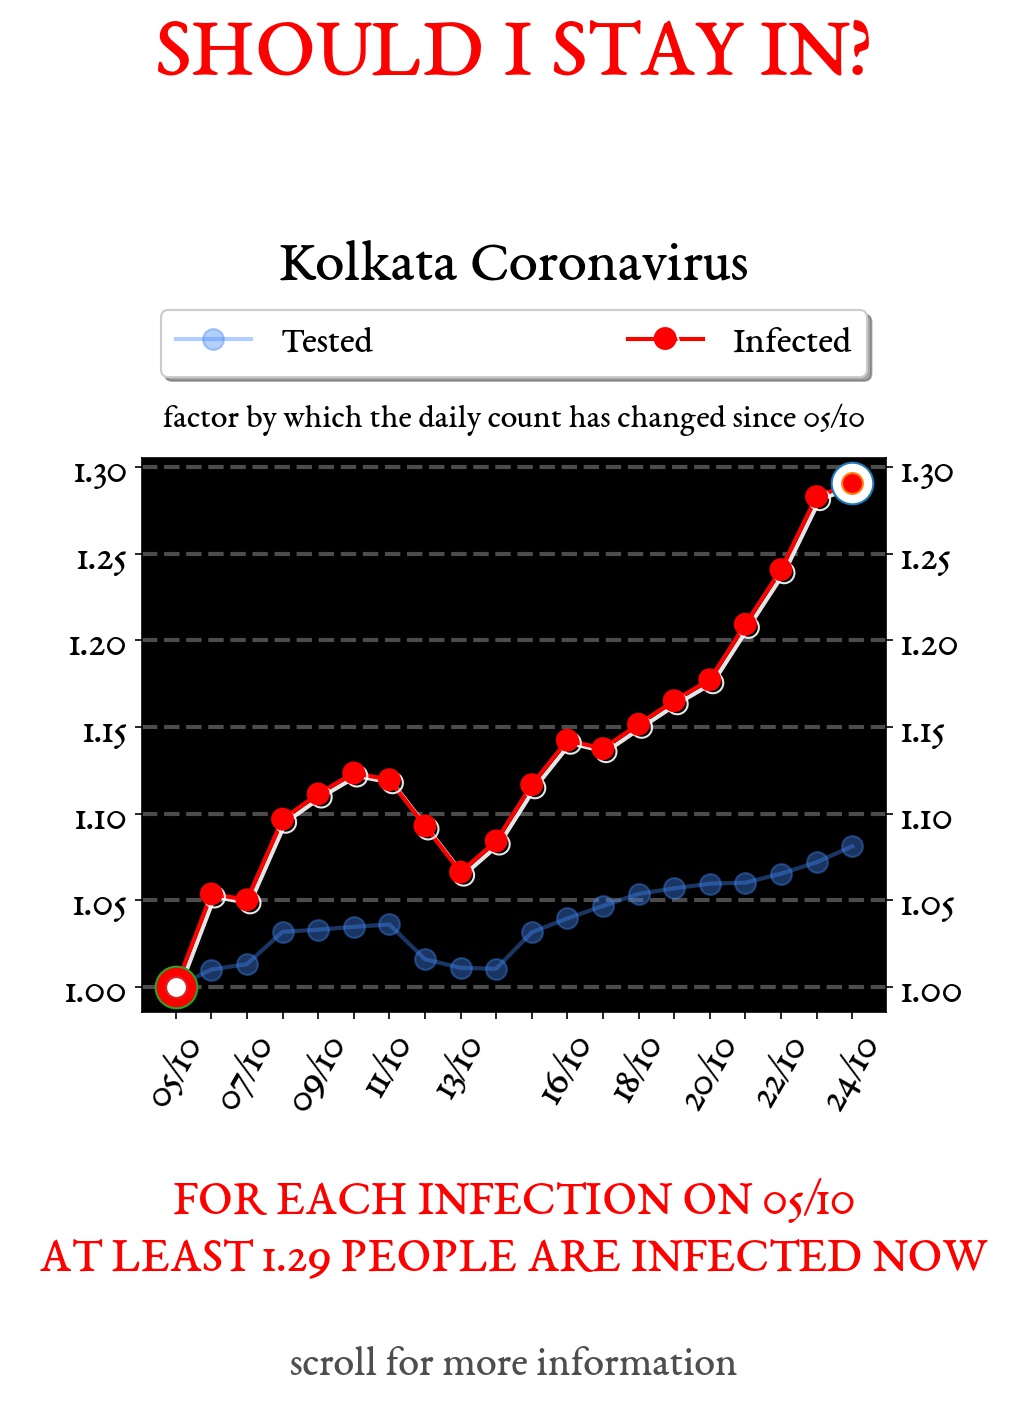 SHOULD I STAY IN?
Kolkata Coronavirus
Tested Infected
factor by which the daily count has changed since 05/10
1.30 1.30
1.25 1.25
1.20 1.20
1.15 1.15
1.10 1.10
1.05 1.05
1.00 1.00
05/10 07/10 09/10 11/10 13/10 16/10 18/10 20/10 22/10 24/10
FOR EACH INFECTION ON 05/10
AT LEAST 1.29 PEOPLE ARE INFECTED NOW
scroll for more information